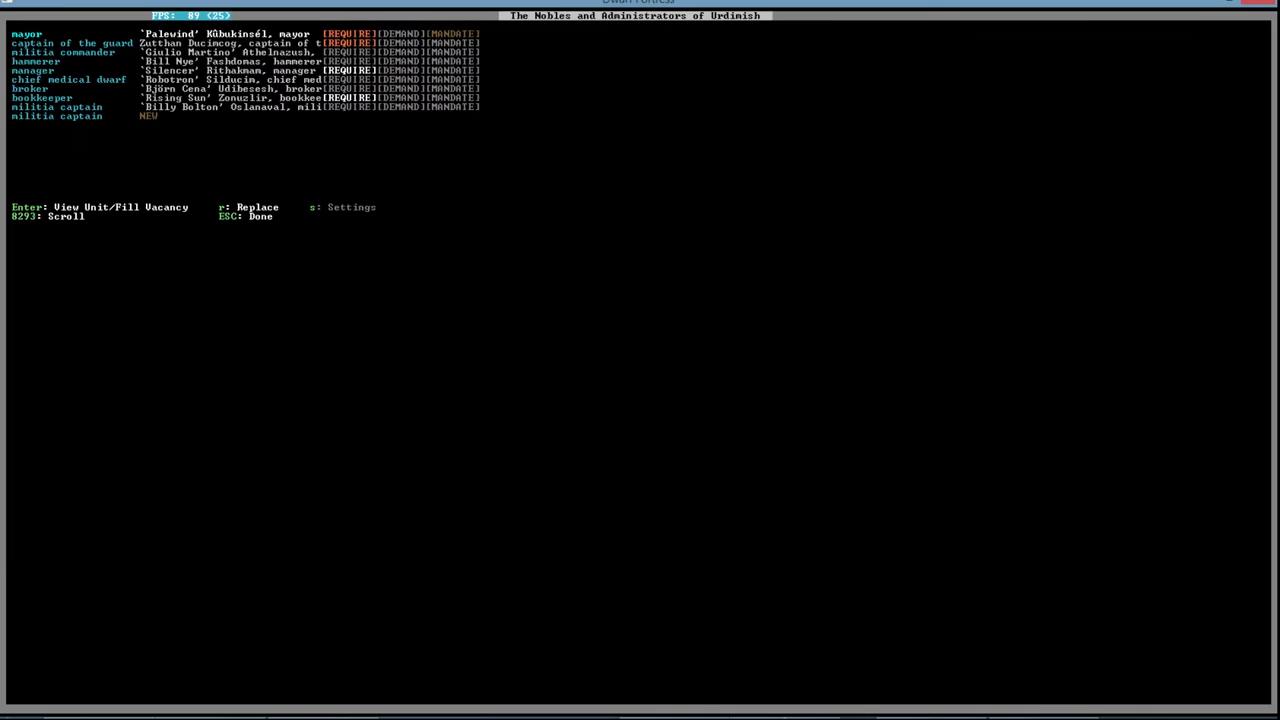 Dwarf Fortress
FPS: 89 (25)
The Nobles and Administrators of Urdimish
mayor `Palewind' Kûbukinsél, mayor [REQUIRE][DEMAND][MANDATE]
captain of the guard Zutthan Ducimcog, captain of t[REQUIRE][DEMAND][MANDATE]
militia commander `Giulio Martino' Athelnazush, [REQUIRE][DEMAND][MANDATE]
hammerer `Bill Nye' Fashdomas, hammerer[REQUIRE][DEMAND][MANDATE]
manager `Silencer' Rithakmam, manager [REQUIRE][DEMAND][MANDATE]
chief medical dwarf `Robotron' Silducim, chief med[REQUIRE][DEMAND][MANDATE]
broker `Björn Cena' Udibesesh, broker[REQUIRE][DEMAND][MANDATE]
bookkeeper `Rising Sun' Zonuzlir, bookkee[REQUIRE][DEMAND][MANDATE]
militia captain `Billy Bolton' Oslanaval, mili[REQUIRE][DEMAND][MANDATE]
militia captain NEW
Enter: View Unit/Fill Vacancy r: Replace s: Settings
8293: Scroll ESC: Done